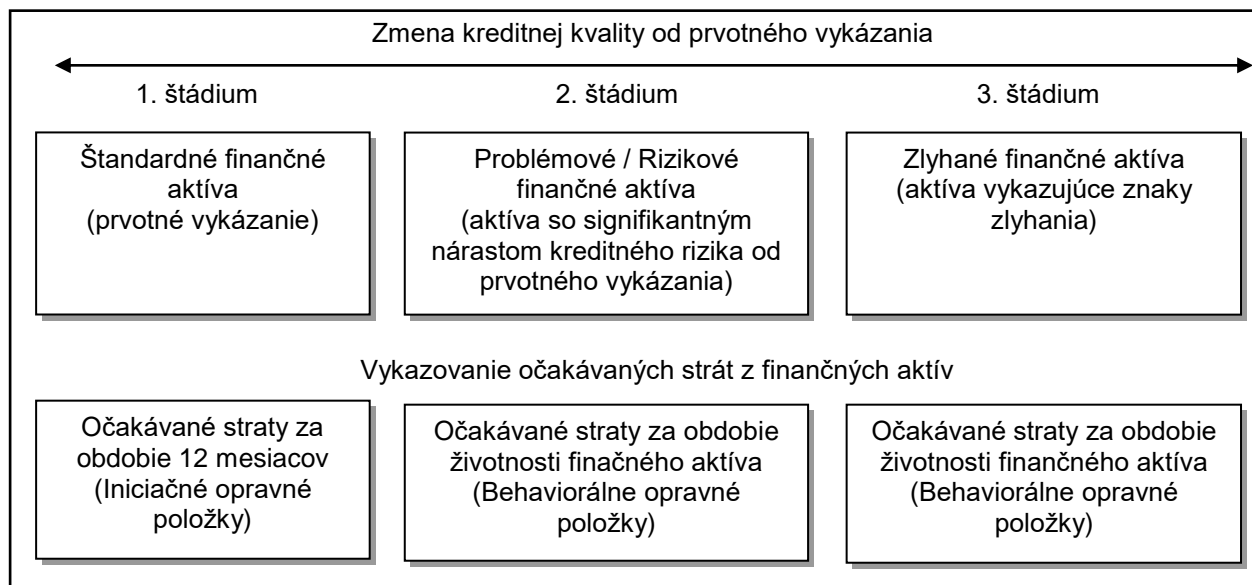 Zmena kreditnej kvality od prvotného vykázania
1. štádium
2. štádium
3. štádium
Štandardné finančné
aktíva
(prvotné vykázanie)
Problémové / Rizikové
finančné aktíva
(aktíva so signifikantným
nárastom kreditného rizika od
prvotného vykázania)
Zlyhané finančné aktíva
(aktíva vykazujúce znaky
zlyhania)
Vykazovanie očakávaných strát z finančných aktív
Očakávané straty za
obdobie 12 mesiacov
(Iniciačné opravné
položky)
Očakávané straty za obdobie
životnosti finačného aktíva
(Behaviorálne opravné
položky)
Očakávané straty za obdobie
životnosti finančného aktíva
(Behaviorálne opravné
položky)